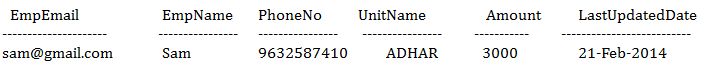 EmpEmail EmpName PhoneNo UnitName Amount LastUpdatedDate
--------------------- ---------------- ---------------- ---------------- ----------- --------------------------
sam@gmail.com Sam 9632587410 ADHAR 3000 21-Feb-2014